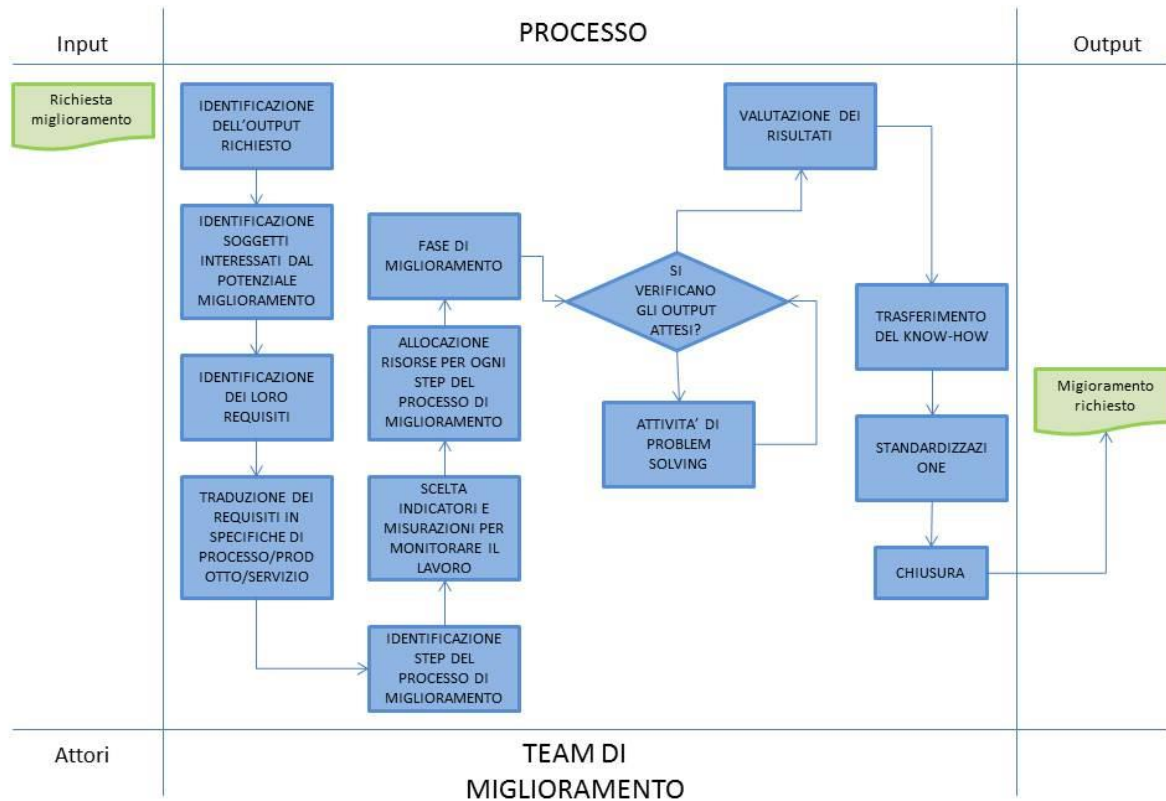 Input
PROCESSO
Output
Richiesta
miglioramento
IDENTIFICAZIONE
DELL’OUTPUT
RICHIESTO
IDENTIFICAZIONE
SOGGETTI
INTERESSATI DAL
POTENZIALE
MIGLIORAMENTO
IDENTIFICAZIONE
DEI LORO
REQUISITI
TRADUZIONE DEI
REQUISITI IN
SPECIFICHE DI
PROCESSO/PROD
OTTO/SERVIZIO
IDENTIFICAZIONE
STEP DEL
PROCESSO DI
MIGLIORAMENTO
SCELTA
INDICATORI E
MISURAZIONI PER
MONITORARE IL
LAVORO
ALLOCAZIONE
RISORSE PER OGNI
STEP DEL
PROCESSO DI
MIGLIORAMENTO
FASE DI
MIGLIORAMENTO
SI
VERIFICANO
GLI OUTPUT
ATTESI?
ATTIVITA’ DI
PROBLEM
SOLVING
VALUTAZIONE DEI
RISULTATI
TRASFERIMENTO
DEL KNOW-HOW
STANDARDIZZAZI
ONE
CHIUSURA
Migioramento
richiesto
Attori
TEAM DI
MIGLIORAMENTO